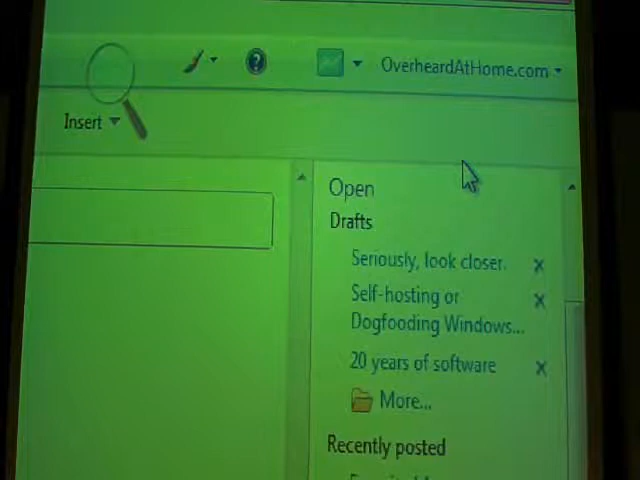 OverheardAtHome.com
Insert
Open
Drafts
Seriously, look closer.
Self-hosting or
Dogfooding Windows...
20 years of software
More...
Recently posted